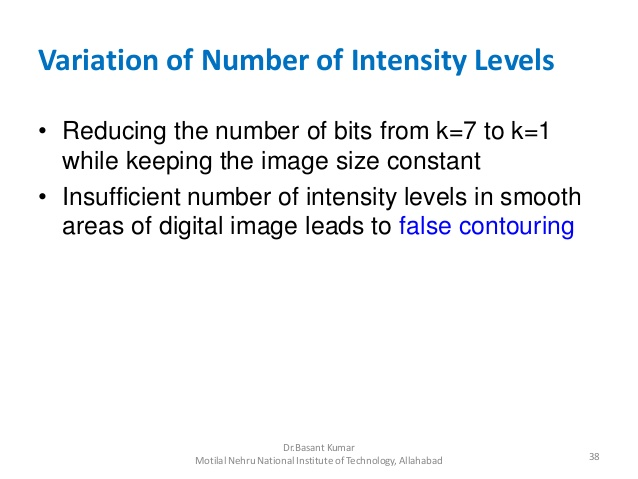 Variation of Number of Intensity Levels
• Reducing the number of bits from k=7 to k=1
while keeping the image size constant
• Insufficient number of intensity levels in smooth
areas of digital image leads to false contouring
Dr.Basant Kumar
Motilal Nehru National Institute of Technology, Allahabad
38